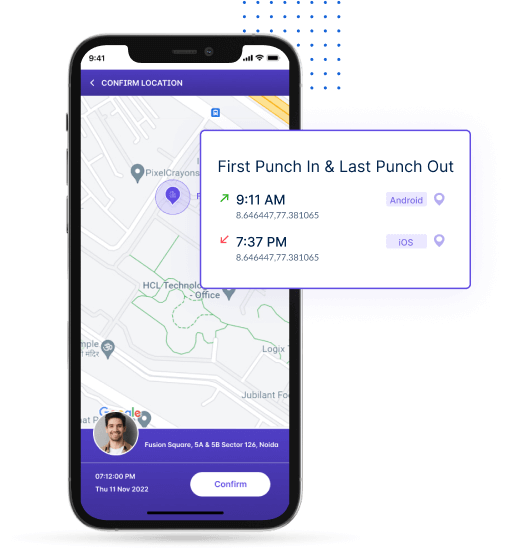 9:41
CONFIRM LOCATION
PixelCrayons
First Punch In & Last Punch Out
9:11 AM
Android
8.646447,77.381065
7:37 PM
iOS
8.646447,77.381065
HCL Technolo
- Office
mple
मंदिर
Logix
Jubilant Fo
Google
at P
Fusion Square, 5A & 5B Sector 126, Noida
07:12:00 PM
Thu 11 Nov 2022
Confirm